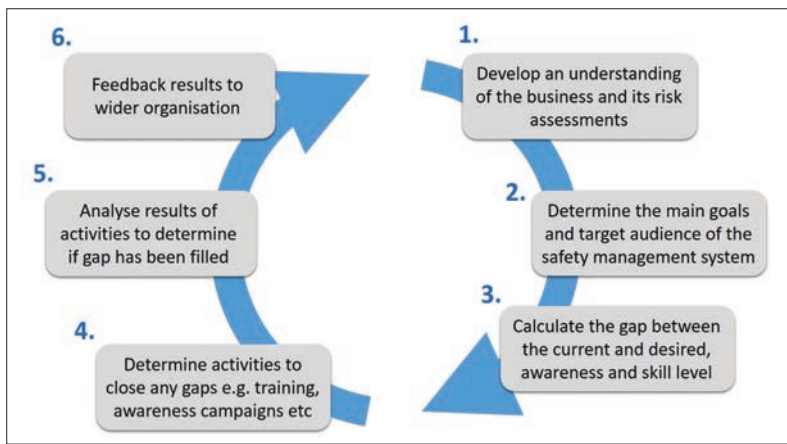 1.
Develop an understanding
of the business and its risk
assessments
2.
Determine the main goals
and target audience of the
safety management system
3.
Calculate the gap between
the current and desired,
awareness and skill level
4.
Determine activities to
close any gaps e.g. training,
awareness campaigns etc
5.
Analyse results of
activities to determine
if gap has been filled
6.
Feedback results to
wider organisation